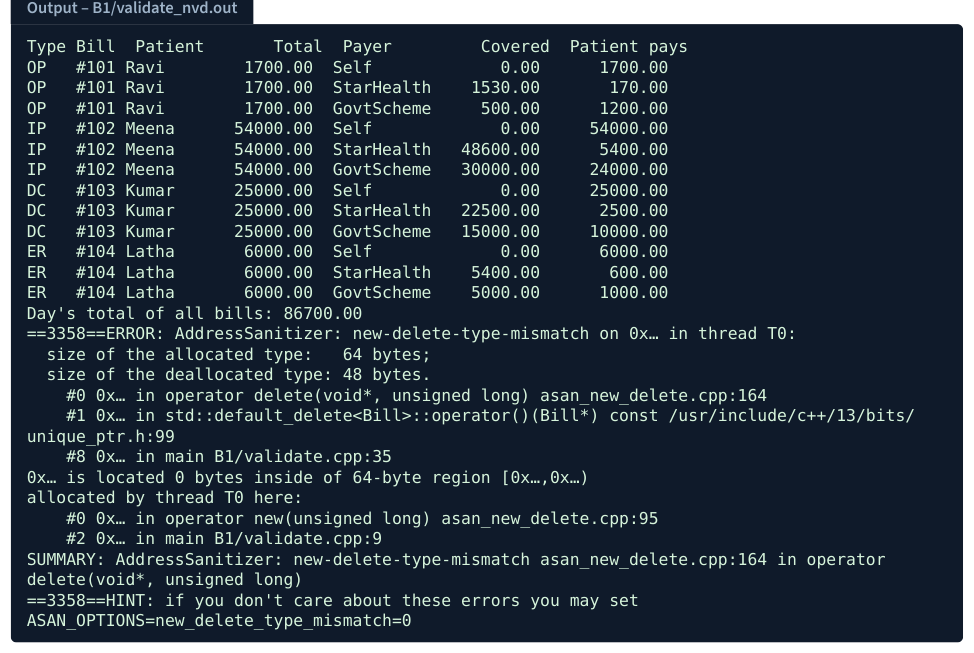 Output – B1/validate_nvd.out
Type Bill  Patient       Total  Payer         Covered  Patient pays
OP   #101 Ravi        1700.00  Self             0.00      1700.00
OP   #101 Ravi        1700.00  StarHealth    1530.00       170.00
OP   #101 Ravi        1700.00  GovtScheme     500.00      1200.00
IP   #102 Meena      54000.00  Self             0.00     54000.00
IP   #102 Meena      54000.00  StarHealth   48600.00      5400.00
IP   #102 Meena      54000.00  GovtScheme   30000.00     24000.00
DC   #103 Kumar      25000.00  Self             0.00     25000.00
DC   #103 Kumar      25000.00  StarHealth   22500.00      2500.00
DC   #103 Kumar      25000.00  GovtScheme   15000.00     10000.00
ER   #104 Latha       6000.00  Self             0.00      6000.00
ER   #104 Latha       6000.00  StarHealth    5400.00       600.00
ER   #104 Latha       6000.00  GovtScheme    5000.00      1000.00
Day's total of all bills: 86700.00
==3358==ERROR: AddressSanitizer: new-delete-type-mismatch on 0x… in thread T0:
  size of the allocated type:   64 bytes;
  size of the deallocated type: 48 bytes.
    #0 0x… in operator delete(void*, unsigned long) asan_new_delete.cpp:164
    #1 0x… in std::default_delete<Bill>::operator()(Bill*) const /usr/include/c++/13/bits/
unique_ptr.h:99
    #8 0x… in main B1/validate.cpp:35
0x… is located 0 bytes inside of 64-byte region [0x…,0x…)
allocated by thread T0 here:
    #0 0x… in operator new(unsigned long) asan_new_delete.cpp:95
    #2 0x… in main B1/validate.cpp:9
SUMMARY: AddressSanitizer: new-delete-type-mismatch asan_new_delete.cpp:164 in operator
delete(void*, unsigned long)
==3358==HINT: if you don't care about these errors you may set
ASAN_OPTIONS=new_delete_type_mismatch=0